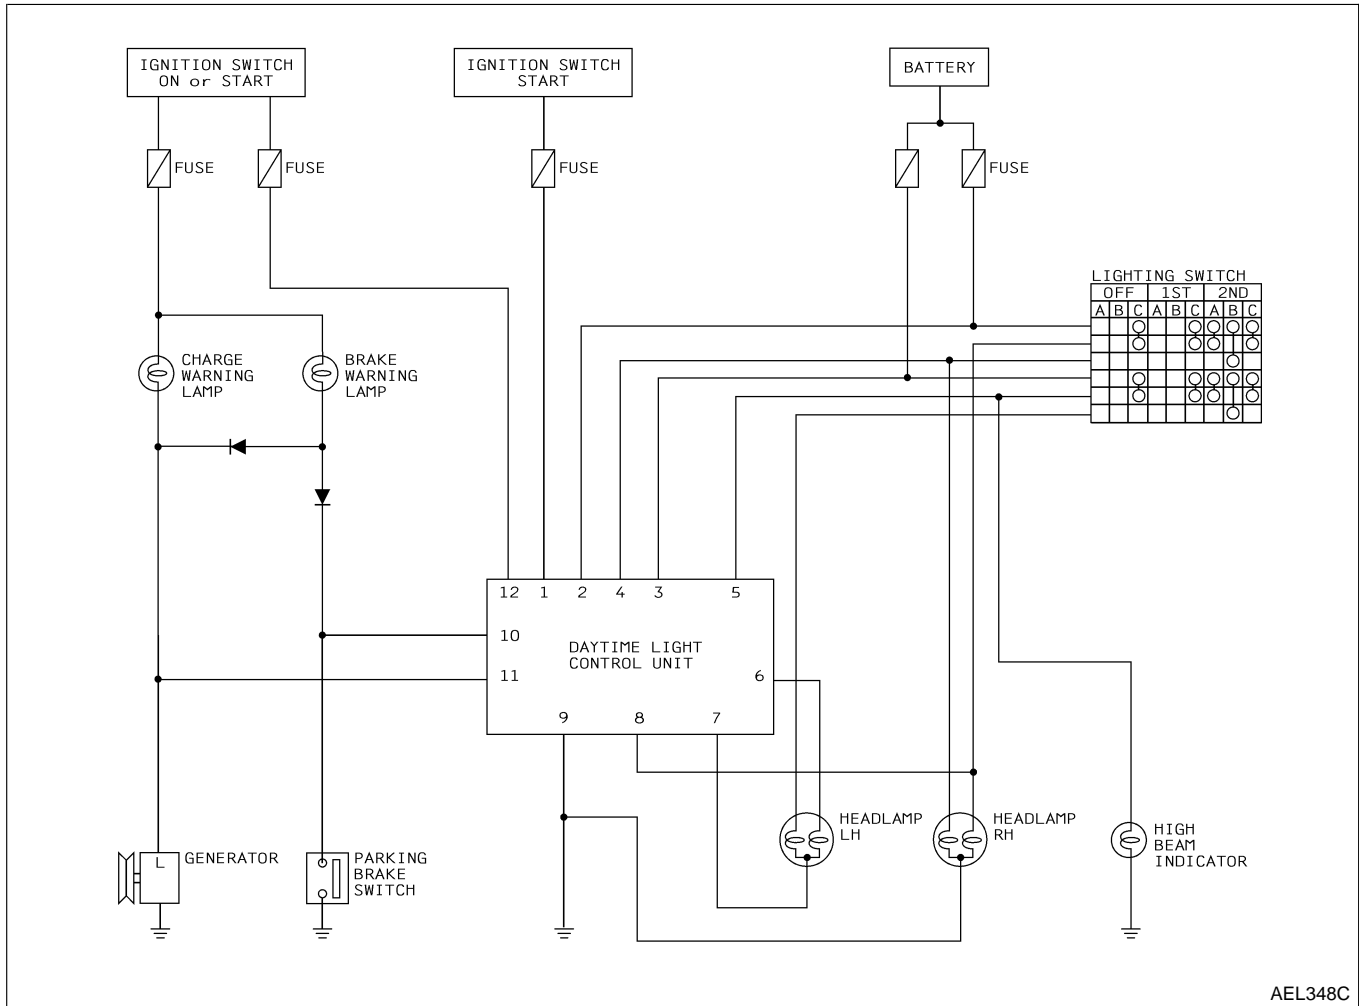 IGNITION SWITCH
ON or START
IGNITION SWITCH
START
BATTERY
FUSE
FUSE
FUSE
FUSE
LIGHTING SWITCH
OFF 1ST 2ND
A B C A B C A B C
CHARGE
WARNING
LAMP
BRAKE
WARNING
LAMP
12 1 2 4 3 5
10
DAYTIME LIGHT
CONTROL UNIT
11
6
9 8 7
HEADLAMP
LH
HEADLAMP
RH
HIGH
BEAM
INDICATOR
L
GENERATOR
PARKING
BRAKE
SWITCH
AEL348C